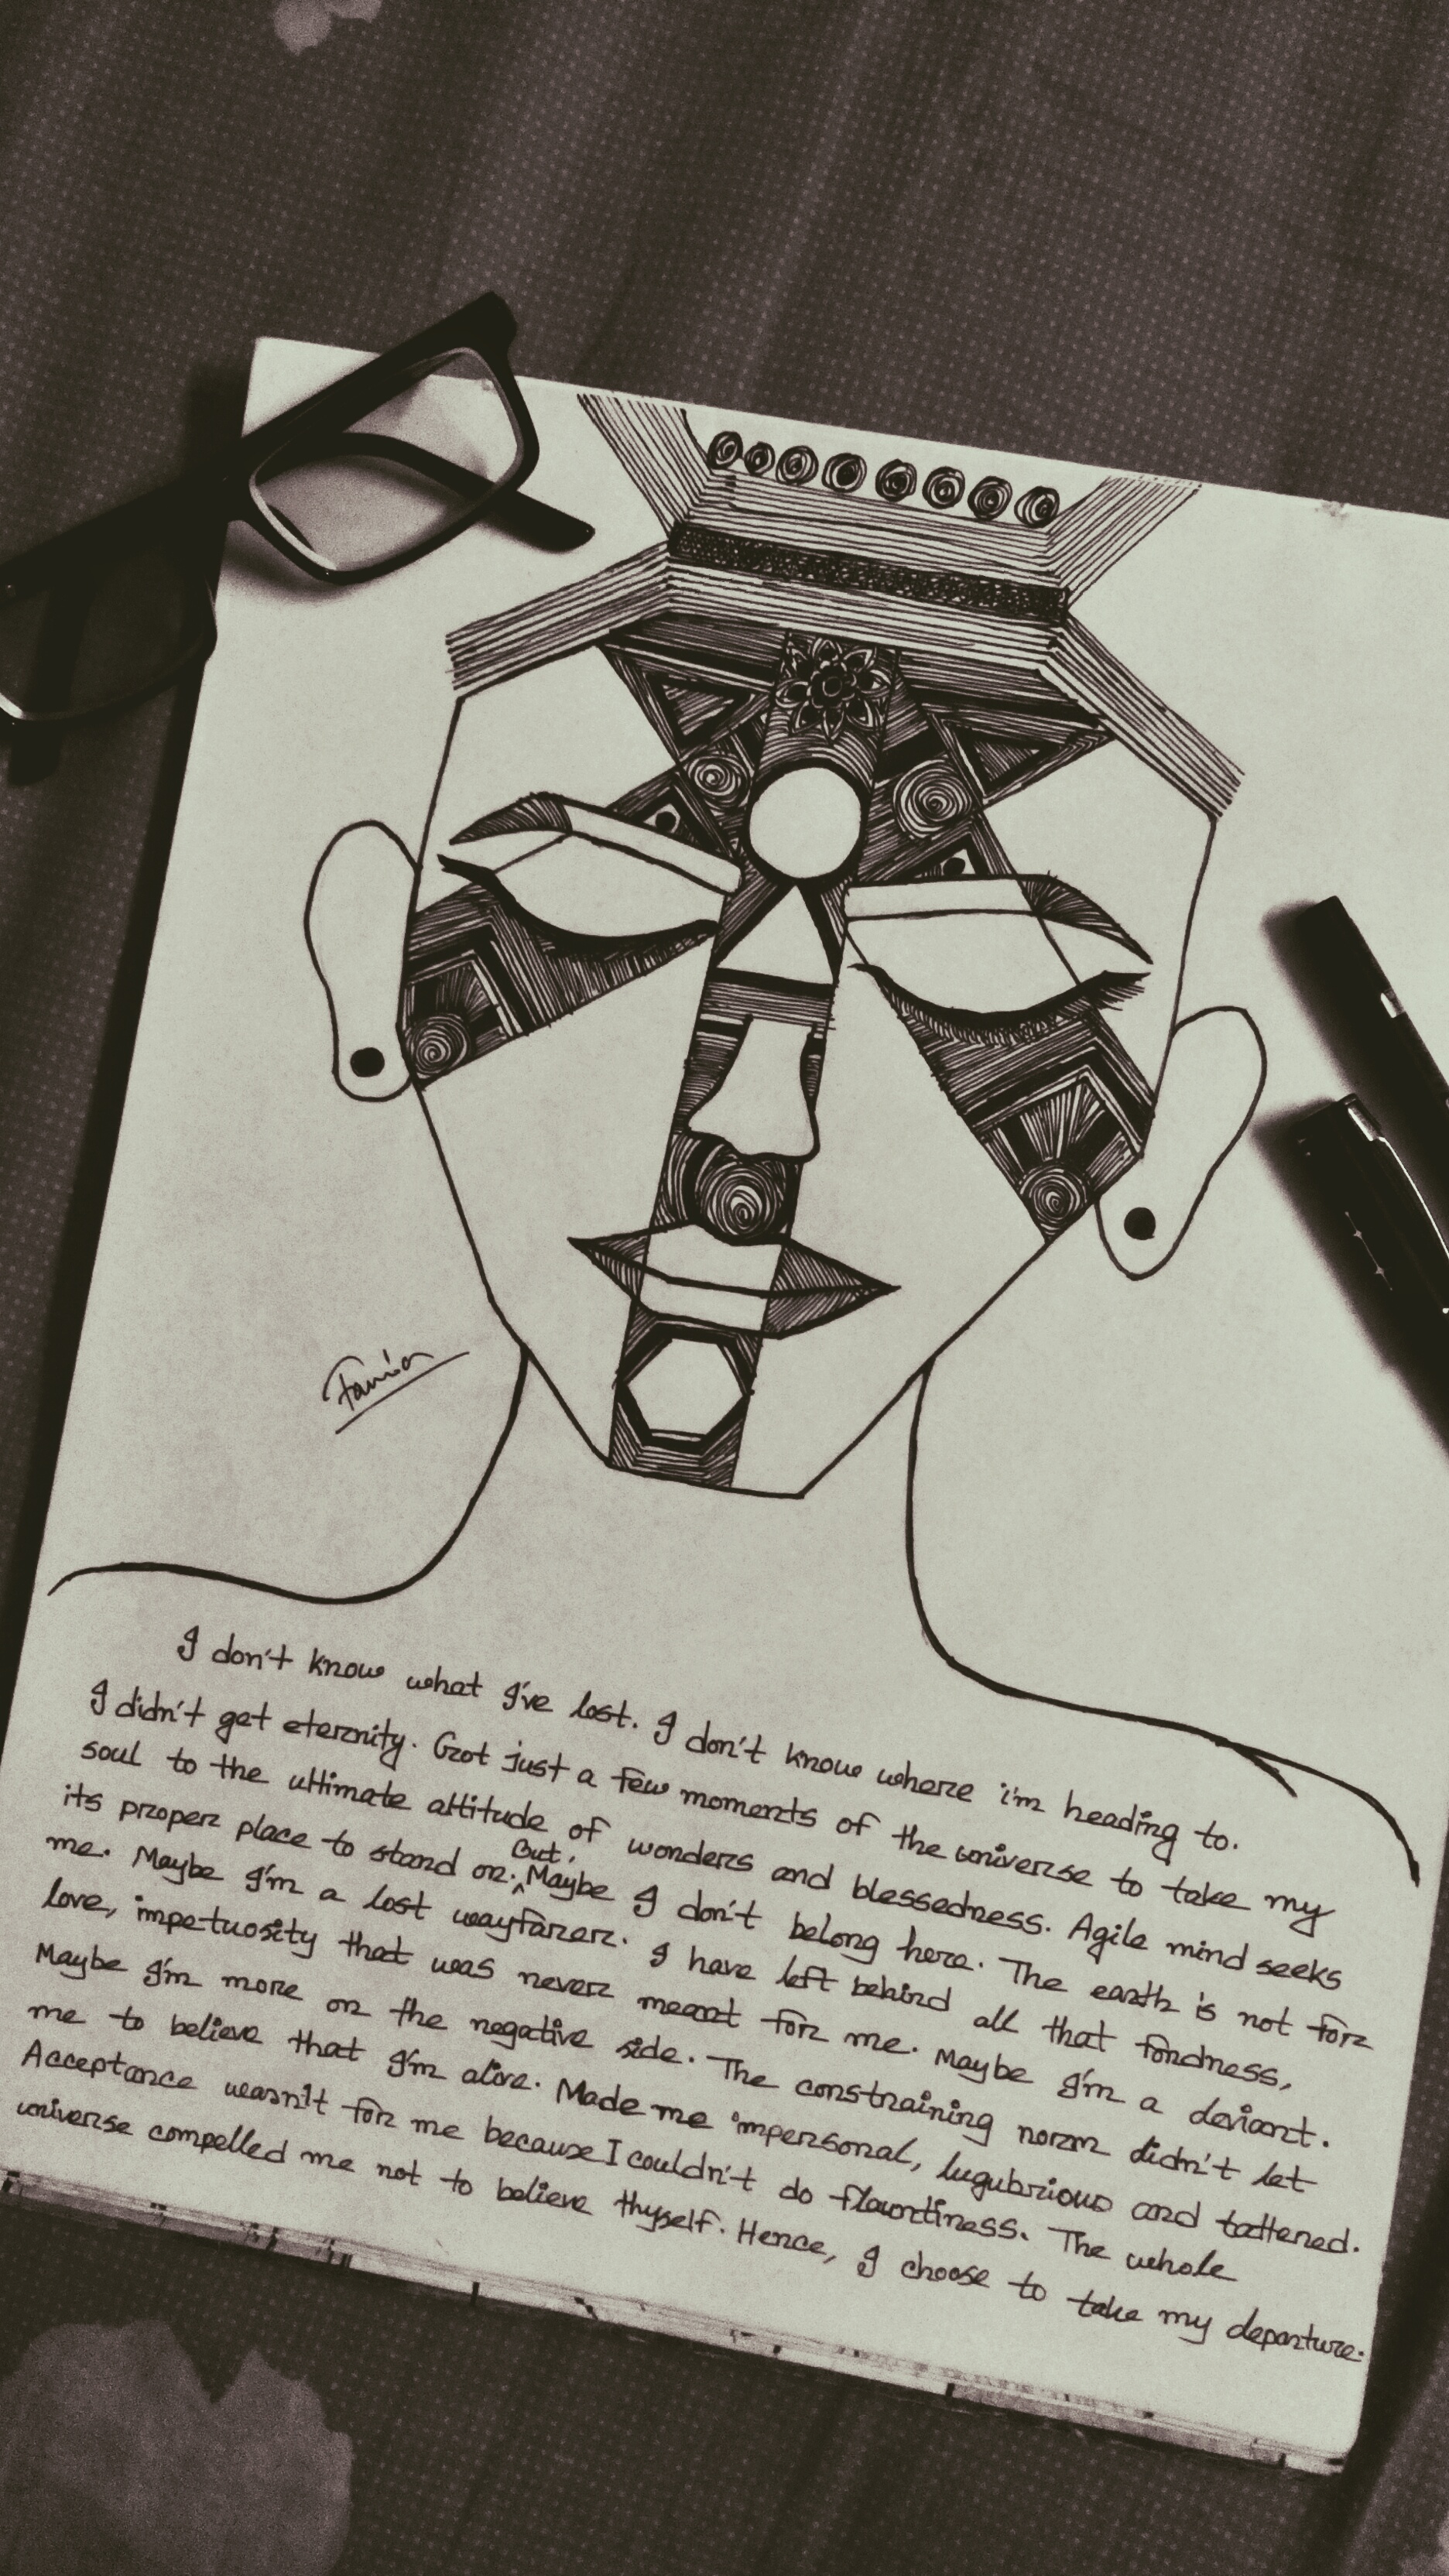 I don't know what I've lost. I don't know where i'm heading to.
I didn't get eternity. Got just a few moments of the universe to take my
soul to the ultimate attitude of wonders and blessedness. Agile mind seeks
its proper place to stand on. But, Maybe I don't belong here. The earth is not for
me. Maybe I'm a lost wayfarer. I have left behind all that fondness,
love, impetuosity that was never meant for me. Maybe I'm a deviant.
Maybe I'm more on the negative side. The constraining norm didn't let
me to believe that I'm alive. Made me impersonal, lugubrious and tattered.
Acceptance wasn't for me because I couldn't do flauntiness. The whole
universe compelled me not to believe thyself. Hence, I choose to take my departure.